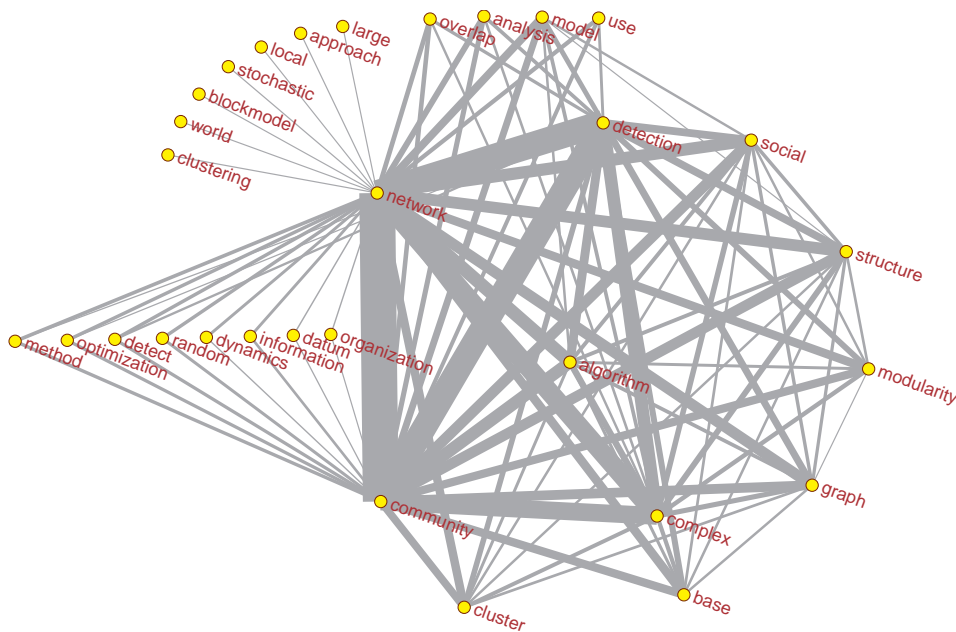 large
approach
local
stochastic
blockmodel
world
clustering
overlap
analysis
model
use
detection
social
network
structure
method
optimization
detect
random
dynamics
information
datum
organization
algorithm
modularity
community
complex
graph
cluster
base